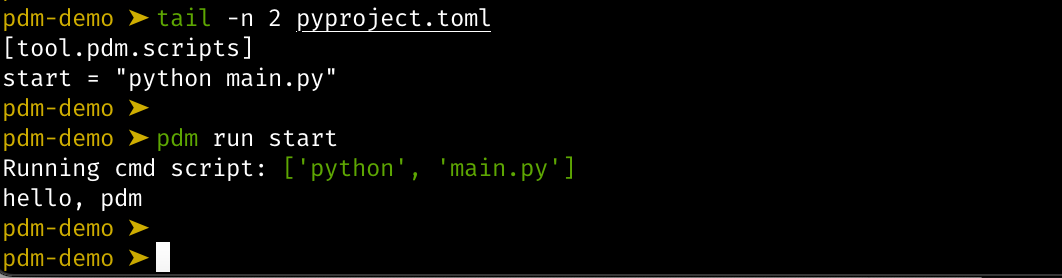 pdm-demo ➤ tail -n 2 pyproject.toml
[tool.pdm.scripts]
start = "python main.py"
pdm-demo ➤
pdm-demo ➤ pdm run start
Running cmd script: ['python', 'main.py']
hello, pdm
pdm-demo ➤
pdm-demo ➤